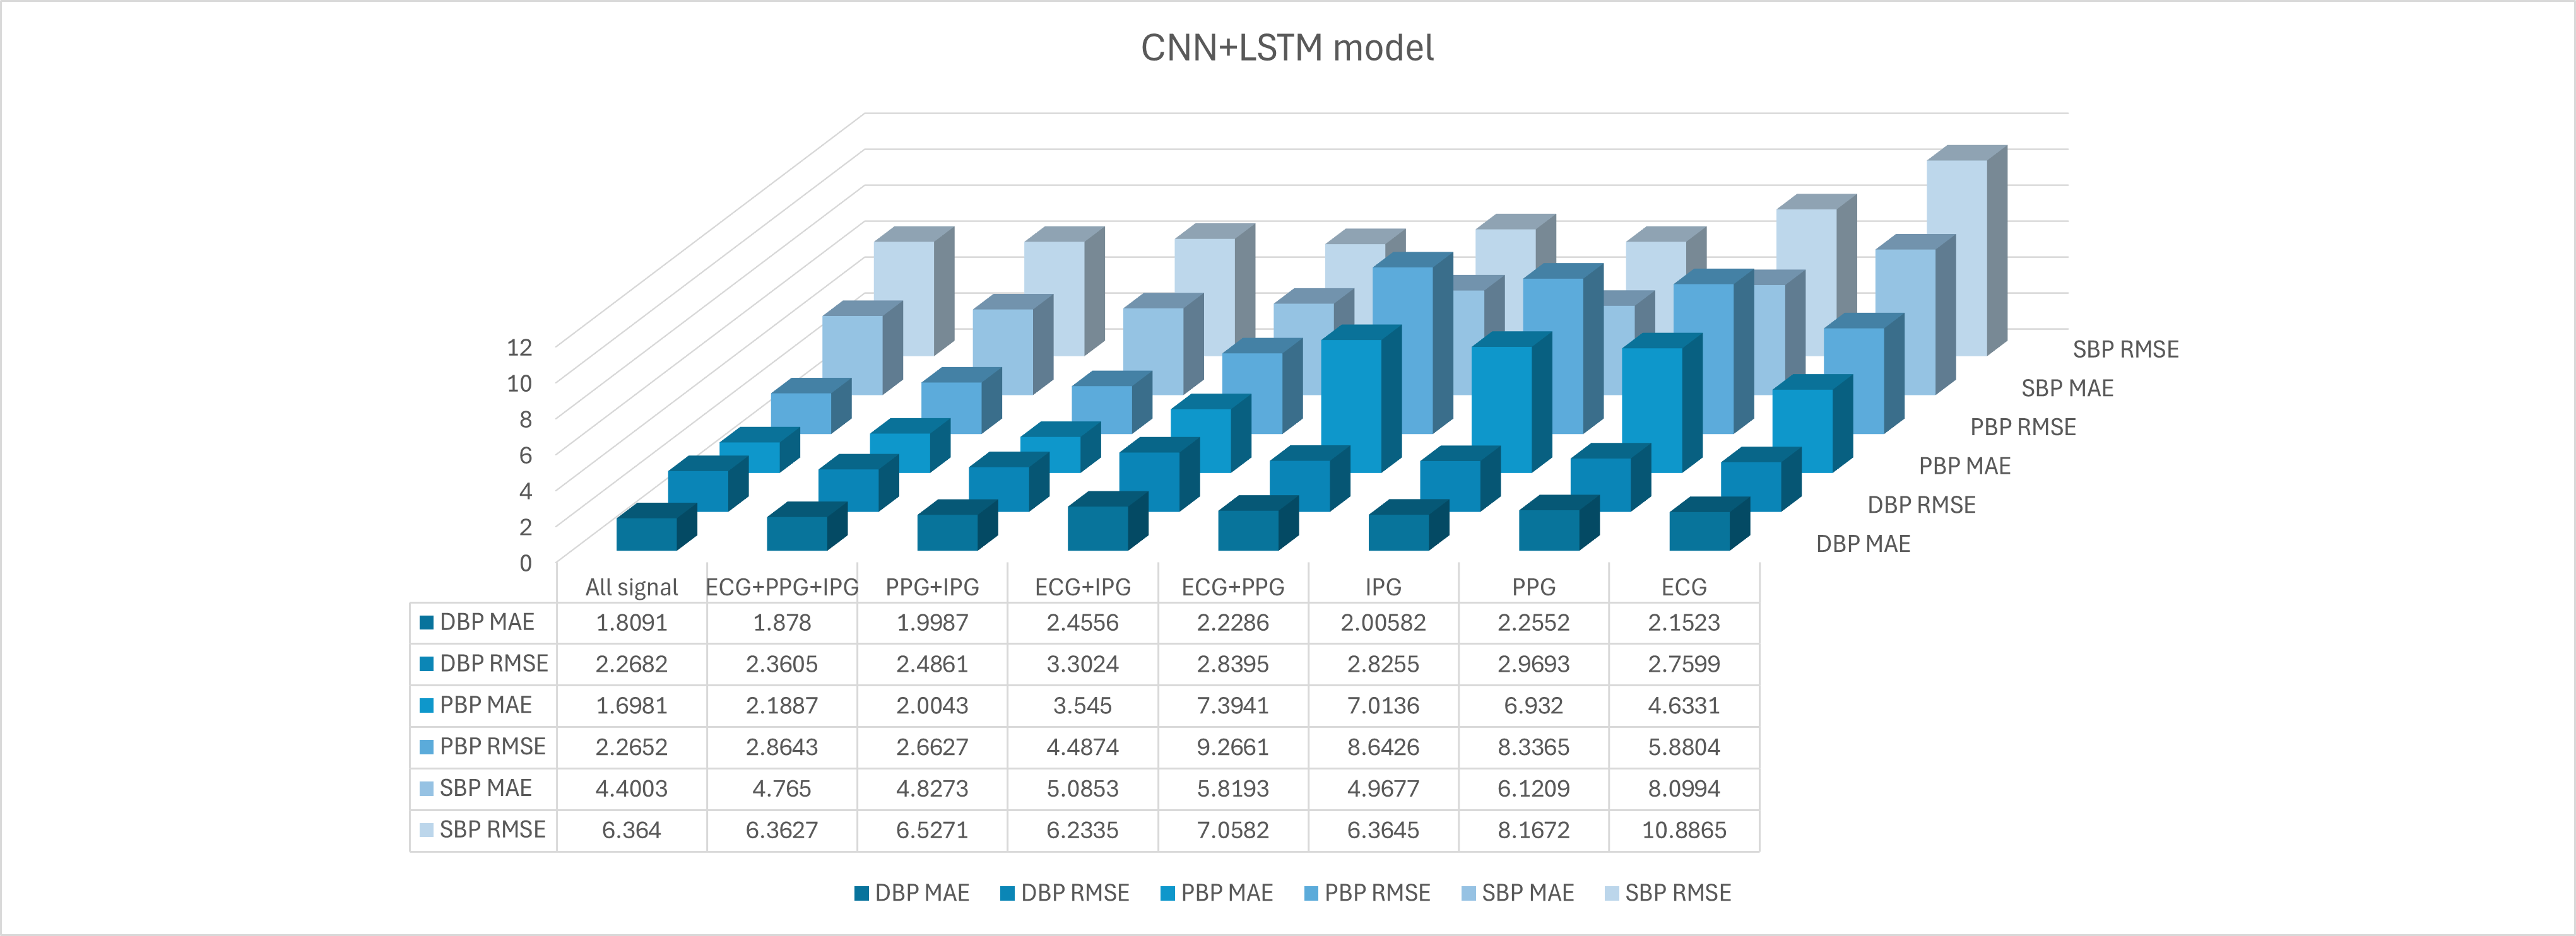 CNN+LSTM model
12
10
8
6
4
2
0
SBP RMSE
SBP MAE
PBP RMSE
PBP MAE
DBP RMSE
DBP MAE
All signal ECG+PPG+IPG PPG+IPG ECG+IPG ECG+PPG IPG PPG ECG
DBP MAE 1.8091 1.878 1.9987 2.4556 2.2286 2.00582 2.2552 2.1523
DBP RMSE 2.2682 2.3605 2.4861 3.3024 2.8395 2.8255 2.9693 2.7599
PBP MAE 1.6981 2.1887 2.0043 3.545 7.3941 7.0136 6.932 4.6331
PBP RMSE 2.2652 2.8643 2.6627 4.4874 9.2661 8.6426 8.3365 5.8804
SBP MAE 4.4003 4.765 4.8273 5.0853 5.8193 4.9677 6.1209 8.0994
SBP RMSE 6.364 6.3627 6.5271 6.2335 7.0582 6.3645 8.1672 10.8865
DBP MAE DBP RMSE PBP MAE PBP RMSE SBP MAE SBP RMSE